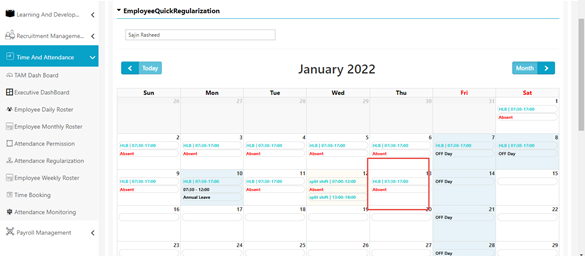 Learning And Develop...
Recruitment Manageme...
Time And Attendance
TAM Dash Board
Executive DashBoard
Employee Daily Roster
Employee Monthly Roster
Attendance Permission
Attendance Regularization
Employee Weekly Roster
Time Booking
Attendance Monitoring
Payroll Management
EmployeeQuickRegularization
Sajin Rasheed
Today
January 2022
Month
Sun Mon Tue Wed Thu Fri Sat
26 27 28 29 30 31 1
HLB | 07:30-17:00
2 3 4 5 6 7 8
HLB | 07:30-17:00 HLB | 07:30-17:00 HLB | 07:30-17:00 HLB | 07:30-17:00 HLB | 07:30-17:00 HLB | 07:30-17:00 HLB | 07:30-17:00
Absent Absent Absent Absent Absent OFF Day OFF Day
9 10 11 12 13 14 15
HLB | 07:30-17:00 HLB | 07:30-17:00 HLB | 07:30-17:00 split shift | 07:00-12:00 HLB | 07:30-17:00
Absent 07:30 - 12:00 Absent Absent Absent OFF Day
Annual Leave split shift | 13:00-18:00
16 17 18 19 20 21 22
OFF Day
23 24 25 26 27 28 29
OFF Day